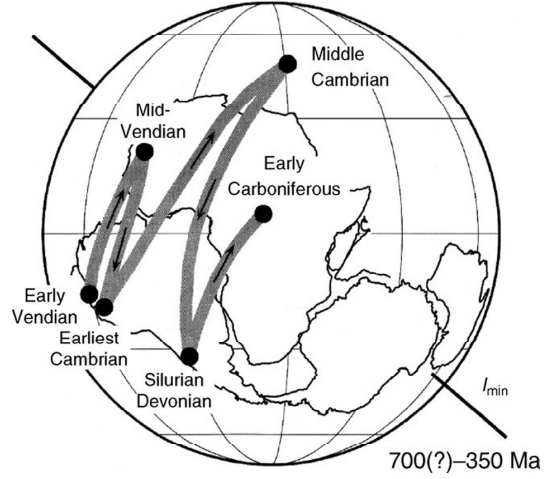 Middle
Cambrian
Mid-
Vendian
Early
Carboniferous
Early
Vendian
Earliest
Cambrian
Silurian
Devonian
Imin
700(?)–350 Ma